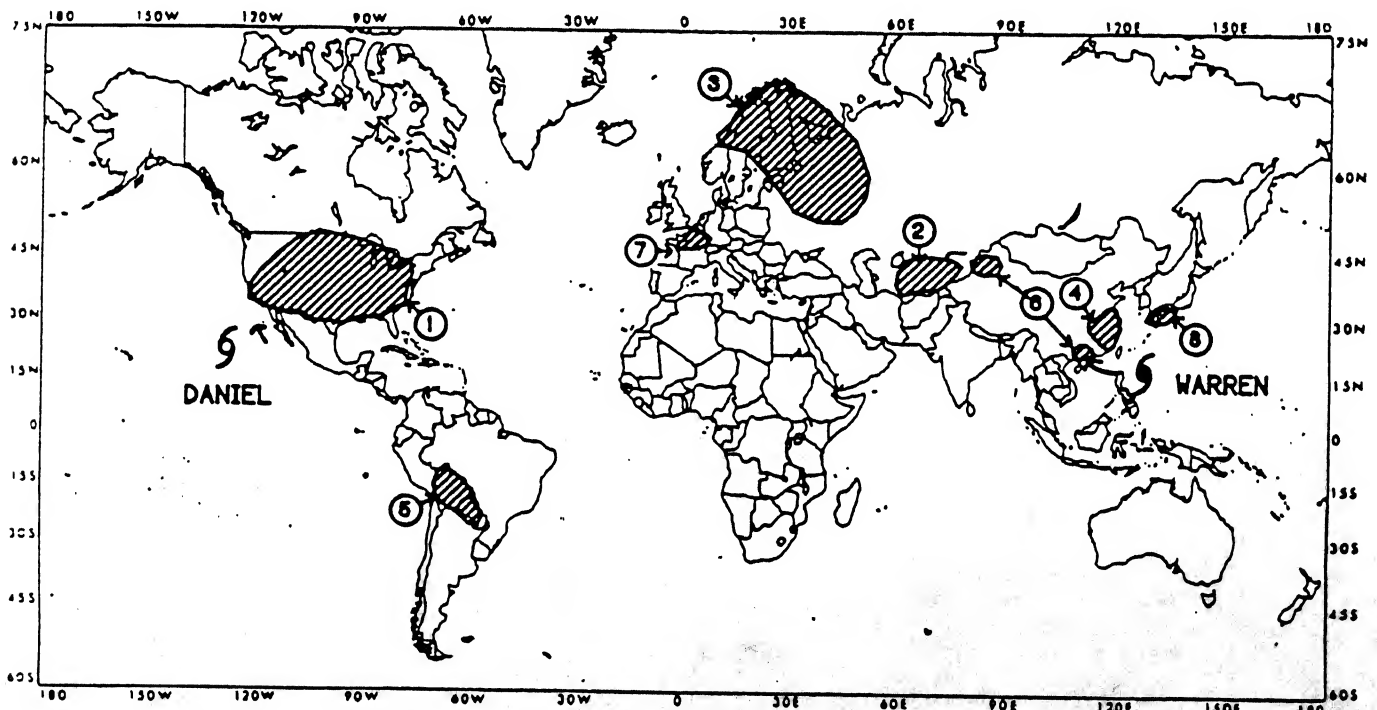 180 150W 120W 90W 60W 30W 0 30E 60E 90E 120E 150E 180
75N 75N
60N 60N
45N 45N
30N 30N
15N 15N
0 0
15S 15S
30S 30S
45S 45S
60S 60S
3
7
2
6
4
8
1
DANIEL
WARREN
5
180 150W 120W 90W 60W 30W 0 30E 60E 90E 120E 150E 180